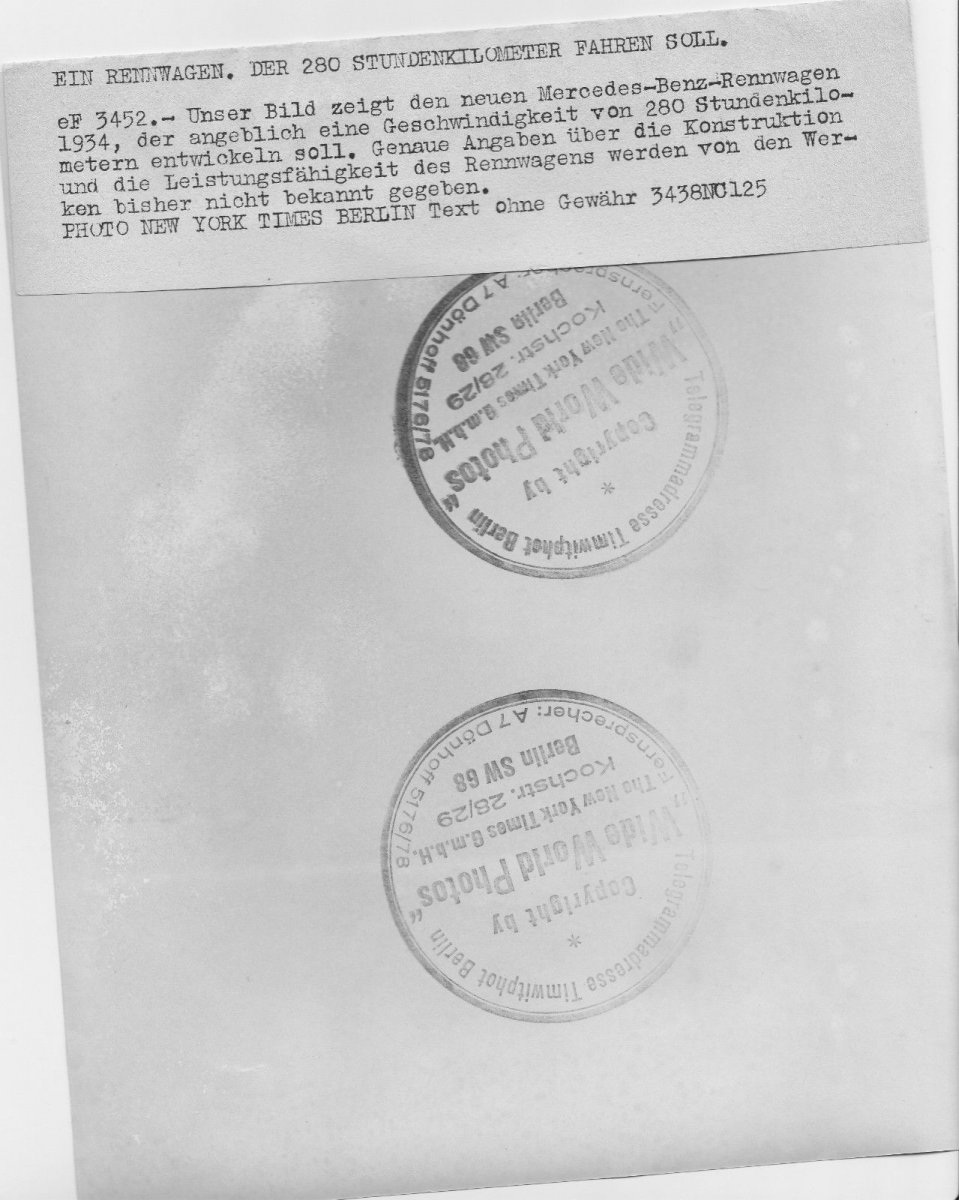 EIN RENNWAGEN. DER 280 STUNDENKILOMETER FAHREN SOLL.
eF 3452.- Unser Bild zeigt den neuen Mercedes-Benz-Rennwagen
1934, der angeblich eine Geschwindigkeit von 280 Stundenkilo-
metern entwickeln soll. Genaue Angaben über die Konstruktion
und die Leistungsfähigkeit des Rennwagens werden von den Wer-
ken bisher nicht bekannt gegeben.
PHOTO NEW YORK TIMES BERLIN Text ohne Gewähr 3438NC125
Telegrammadresse Timwitphot Berlin
*
Copyright by
„Wide World Photos“
The New York Times G.m.b.H.
Kochstr. 28/29
Berlin SW 68
Fernsprecher: A 7 Dönhoff 5176/78
Telegrammadresse Timwitphot Berlin
*
Copyright by
„Wide World Photos“
The New York Times G.m.b.H.
Kochstr. 28/29
Berlin SW 68
Fernsprecher: A 7 Dönhoff 5176/78